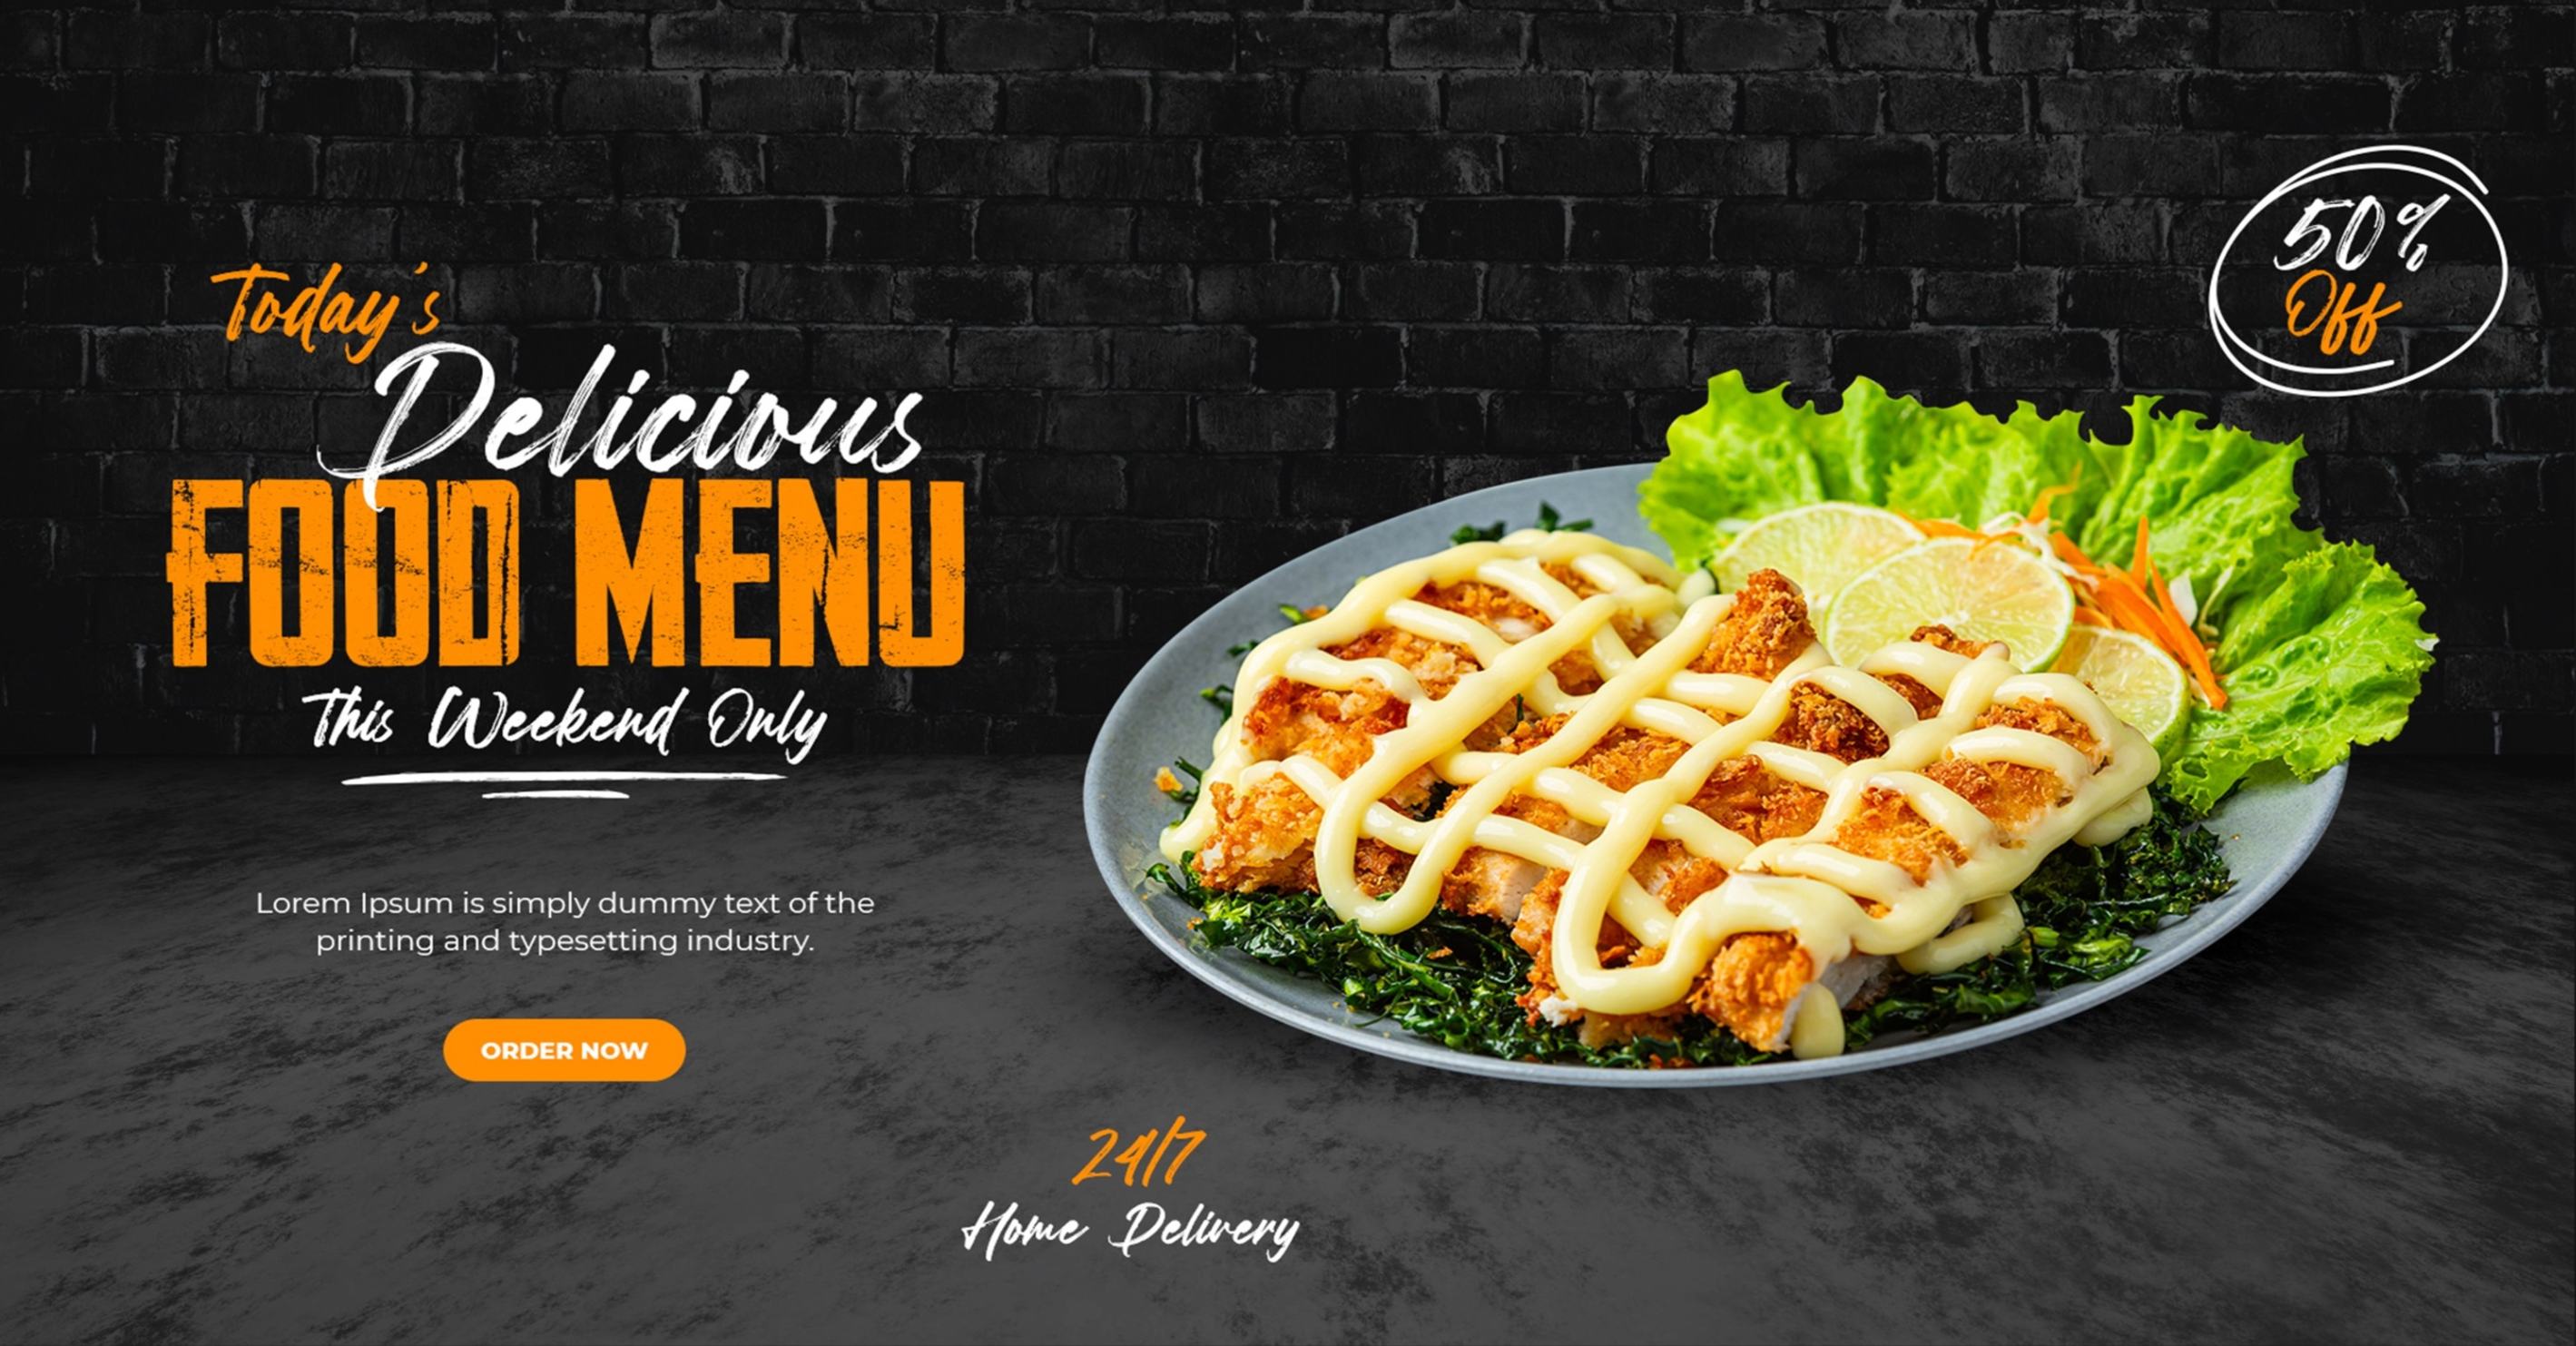 Today's
Delicious
FOOD MENU
This Weekend Only
Lorem Ipsum is simply dummy text of the
printing and typesetting industry.
ORDER NOW
50%
Off
24/7
Home Delivery